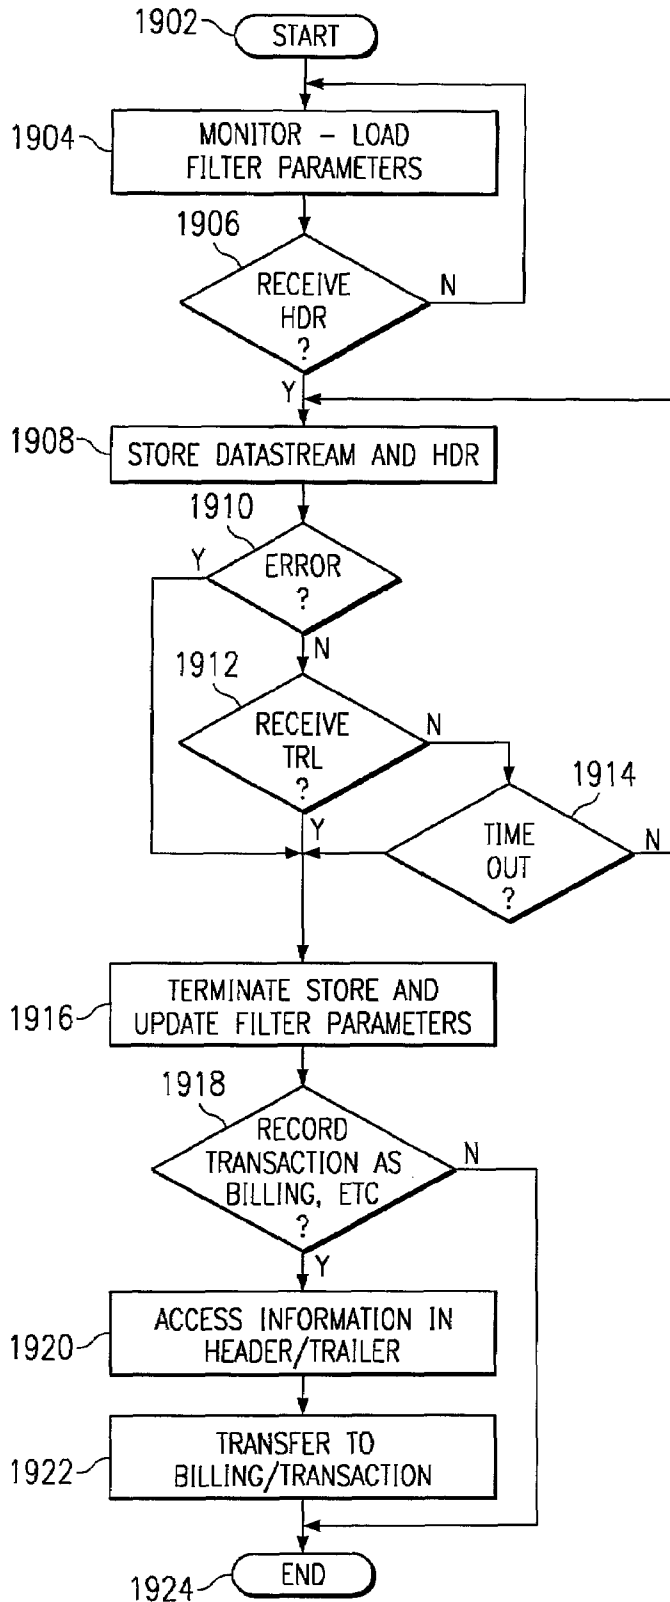 1902
START
1904
MONITOR – LOAD
FILTER PARAMETERS
1906
RECEIVE
HDR
?
N
Y
1908
STORE DATASTREAM AND HDR
1910
ERROR
?
Y
N
1912
RECEIVE
TRL
?
N
Y
1914
TIME
OUT
?
N
1916
TERMINATE STORE AND
UPDATE FILTER PARAMETERS
1918
RECORD
TRANSACTION AS
BILLING, ETC
?
N
Y
1920
ACCESS INFORMATION IN
HEADER/TRAILER
1922
TRANSFER TO
BILLING/TRANSACTION
1924
END